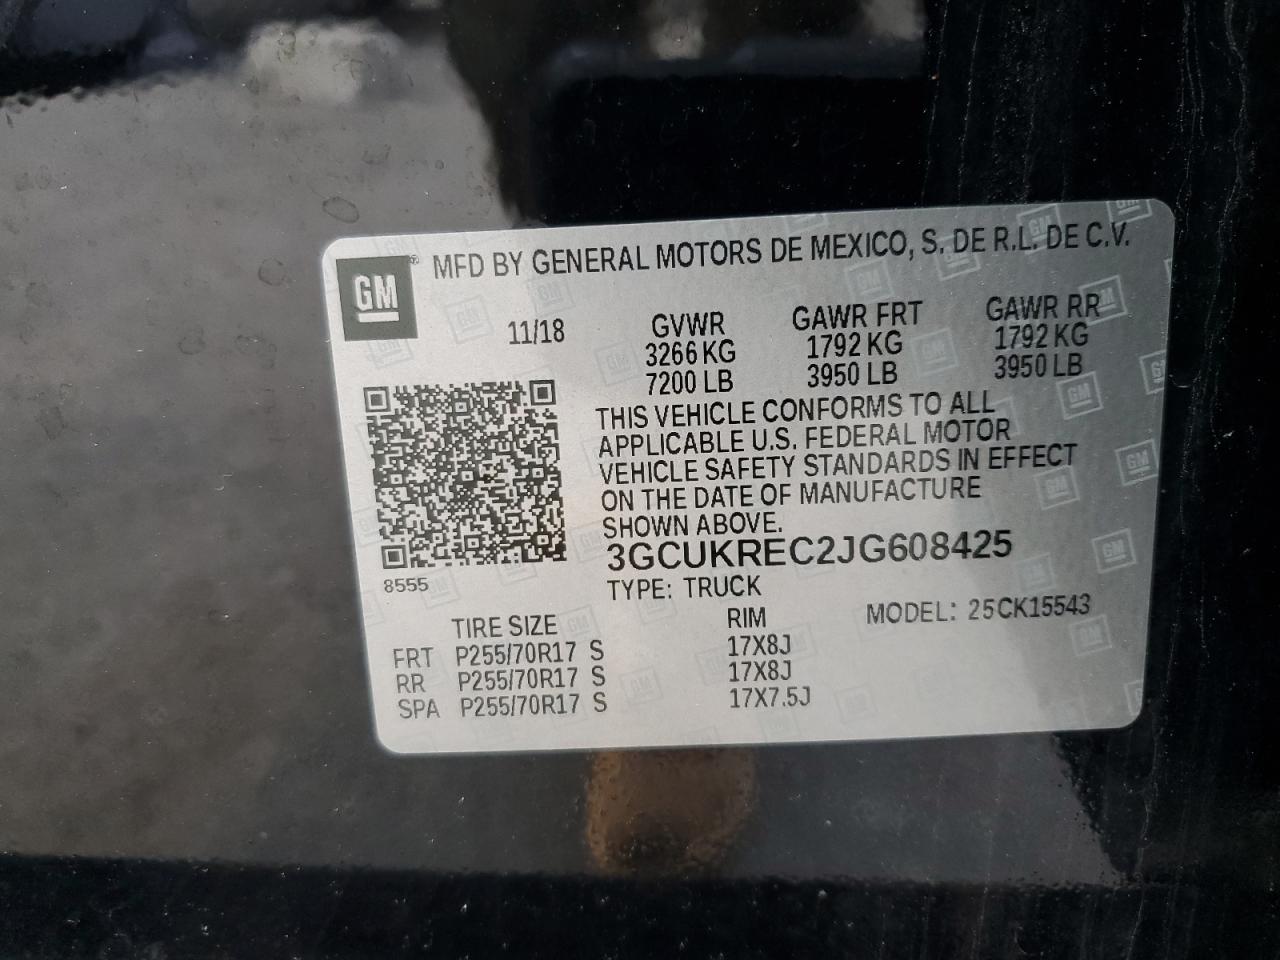 GM® MFD BY GENERAL MOTORS DE MEXICO, S. DE R.L. DE C.V.
11/18 GVWR GAWR FRT GAWR RR
3266 KG 1792 KG 1792 KG
7200 LB 3950 LB 3950 LB
THIS VEHICLE CONFORMS TO ALL
APPLICABLE U.S. FEDERAL MOTOR
VEHICLE SAFETY STANDARDS IN EFFECT
ON THE DATE OF MANUFACTURE
SHOWN ABOVE.
3GCUKREC2JG608425
8555
TYPE: TRUCK
MODEL: 25CK15543
TIRE SIZE RIM
FRT P255/70R17 S 17X8J
RR P255/70R17 S 17X8J
SPA P255/70R17 S 17X7.5J